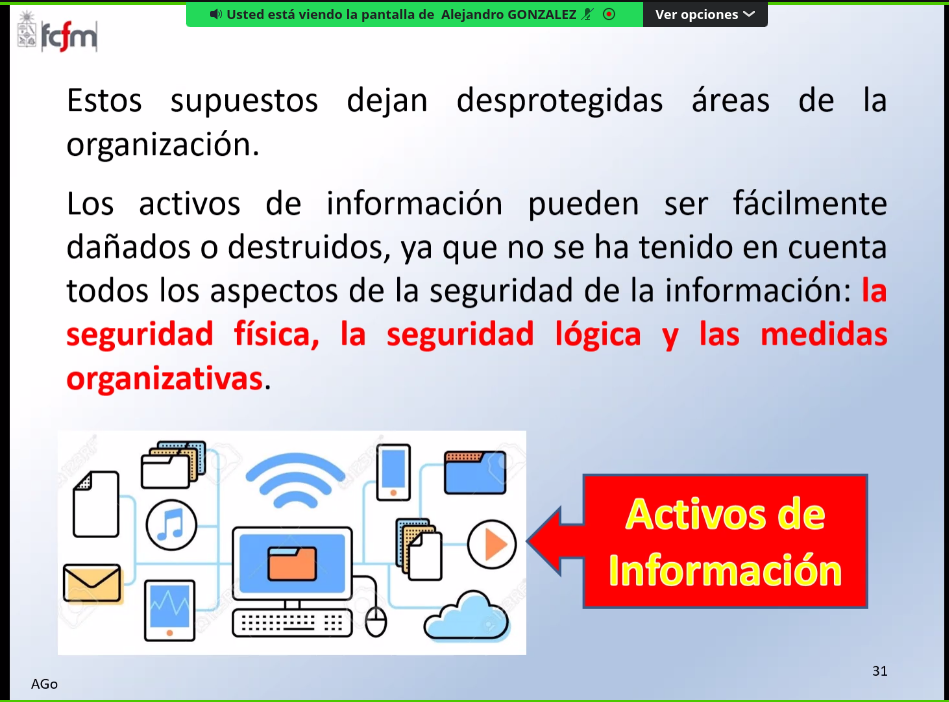 Usted está viendo la pantalla de Alejandro GONZALEZ
Ver opciones
fcfm
Estos supuestos dejan desprotegidas áreas de la
organización.
Los activos de información pueden ser fácilmente
dañados o destruidos, ya que no se ha tenido en cuenta
todos los aspectos de la seguridad de la información: la
seguridad física, la seguridad lógica y las medidas
organizativas.
Activos de
Información
31
AGo